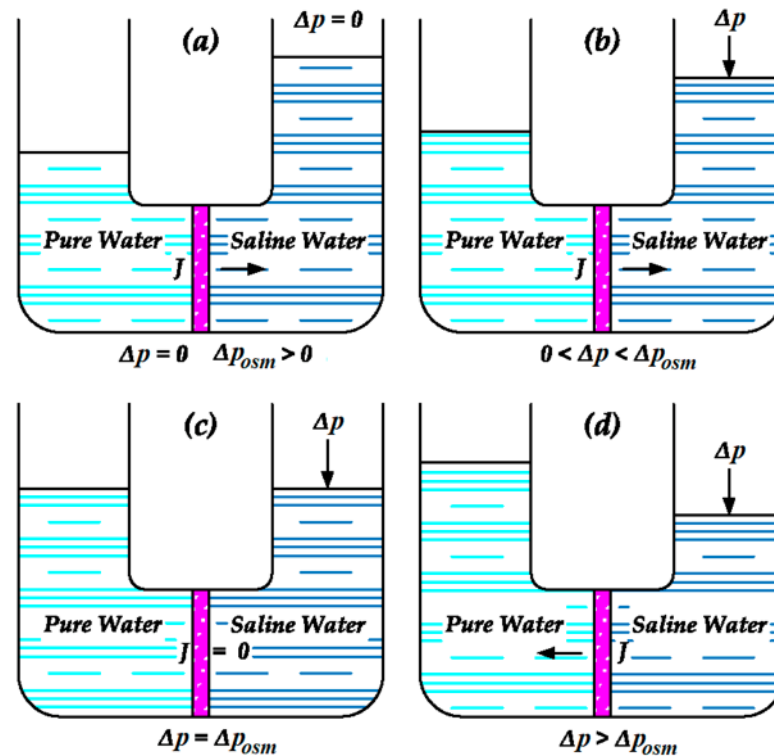 (a)
Δp = 0
Pure Water
Saline Water
J
Δp = 0
Δp_osm > 0
(b)
Δp
Pure Water
Saline Water
J
0 < Δp < Δp_osm
(c)
Δp
Pure Water
Saline Water
J = 0
Δp = Δp_osm
(d)
Δp
Pure Water
Saline Water
J
Δp > Δp_osm